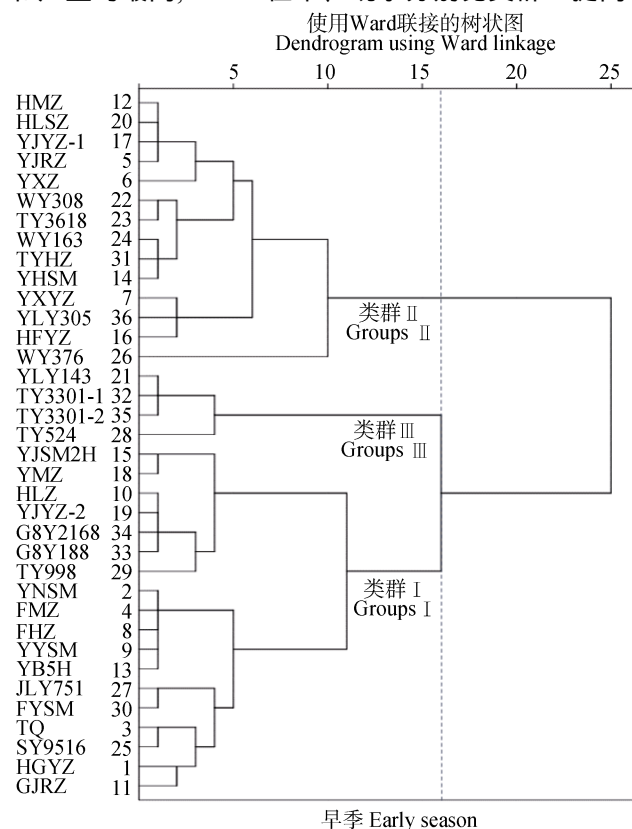 使用Ward联接的树状图
Dendrogram using Ward linkage
5 10 15 20 25
HMZ 12
HLSZ 20
YJYZ-1 17
YJRZ 5
YXZ 6
WY308 22
TY3618 23
WY163 24
TYHZ 31
YHSM 14
YXYZ 7
YLY305 36
HFYZ 16
WY376 26
YLY143 21
TY3301-1 32
TY3301-2 35
TY524 28
YJSM2H 15
YMZ 18
HLZ 10
YJYZ-2 19
G8Y2168 34
G8Y188 33
TY998 29
YNSM 2
FMZ 4
FHZ 8
YYSM 9
YB5H 13
JLY751 27
FYSM 30
TQ 3
SY9516 25
HGYZ 1
GJRZ 11
类群Ⅱ
Groups Ⅱ
类群Ⅲ
Groups Ⅲ
类群Ⅰ
Groups Ⅰ
早季 Early season